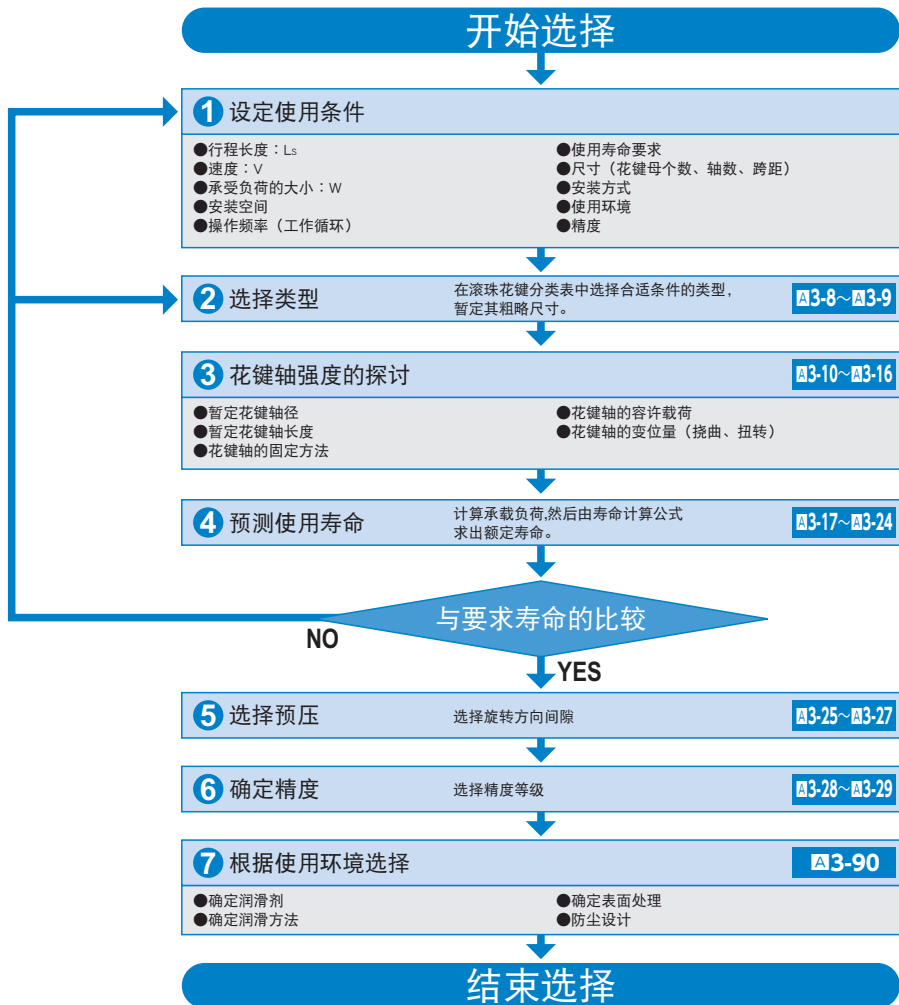 开始选择
1 设定使用条件
●行程长度：Ls
●速度：V
●承受负荷的大小：W
●安装空间
●操作频率（工作循环）
●使用寿命要求
●尺寸（花键母个数、轴数、跨距）
●安装方式
●使用环境
●精度
2 选择类型
在滚珠花键分类表中选择合适条件的类型，
暂定其粗略尺寸。
A3-8～A3-9
3 花键轴强度的探讨
A3-10～A3-16
●暂定花键轴径
●暂定花键轴长度
●花键轴的固定方法
●花键轴的容许载荷
●花键轴的变位量（挠曲、扭转）
4 预测使用寿命
计算承载负荷,然后由寿命计算公式
求出额定寿命。
A3-17～A3-24
与要求寿命的比较
NO
YES
5 选择预压
选择旋转方向间隙
A3-25～A3-27
6 确定精度
选择精度等级
A3-28～A3-29
7 根据使用环境选择
A3-90
●确定润滑剂
●确定润滑方法
●确定表面处理
●防尘设计
结束选择